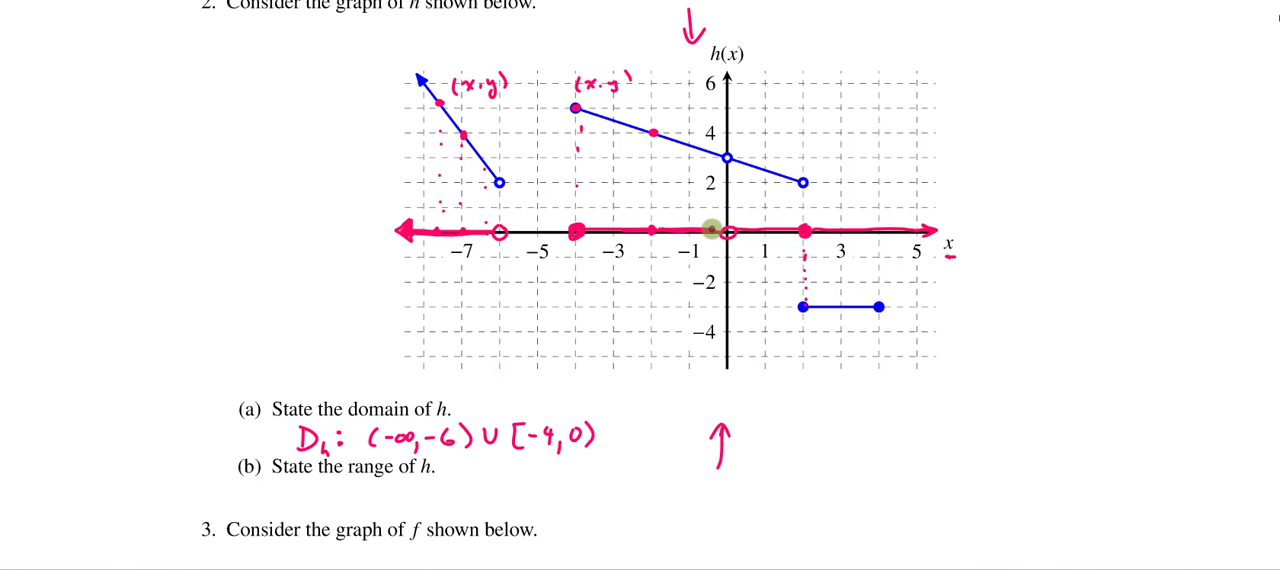 2. Consider the graph of h shown below.
h(x)
(x,y)
(x,y)
6
4
2
−7
−5
−3
−1
1
3
5
x
−2
−4
(a) State the domain of h.
D_h: (-∞,-6) ∪ [-4,0)
(b) State the range of h.
3. Consider the graph of f shown below.